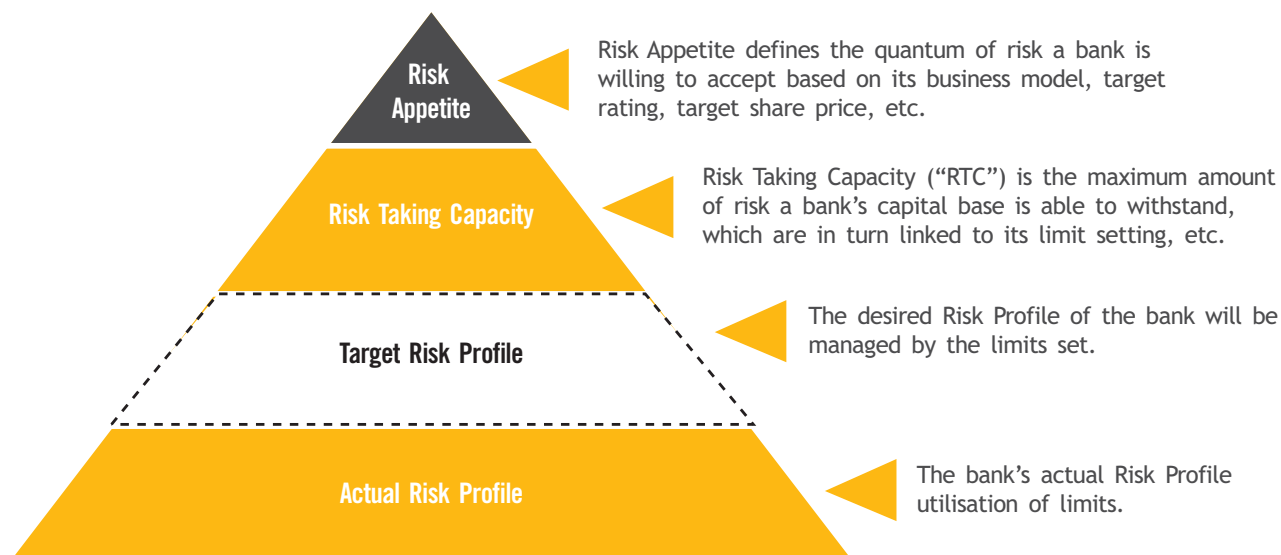 Risk
Appetite
Risk Appetite defines the quantum of risk a bank is
willing to accept based on its business model, target
rating, target share price, etc.
Risk Taking Capacity
Risk Taking Capacity (“RTC”) is the maximum amount
of risk a bank’s capital base is able to withstand,
which are in turn linked to its limit setting, etc.
Target Risk Profile
The desired Risk Profile of the bank will be
managed by the limits set.
Actual Risk Profile
The bank’s actual Risk Profile
utilisation of limits.